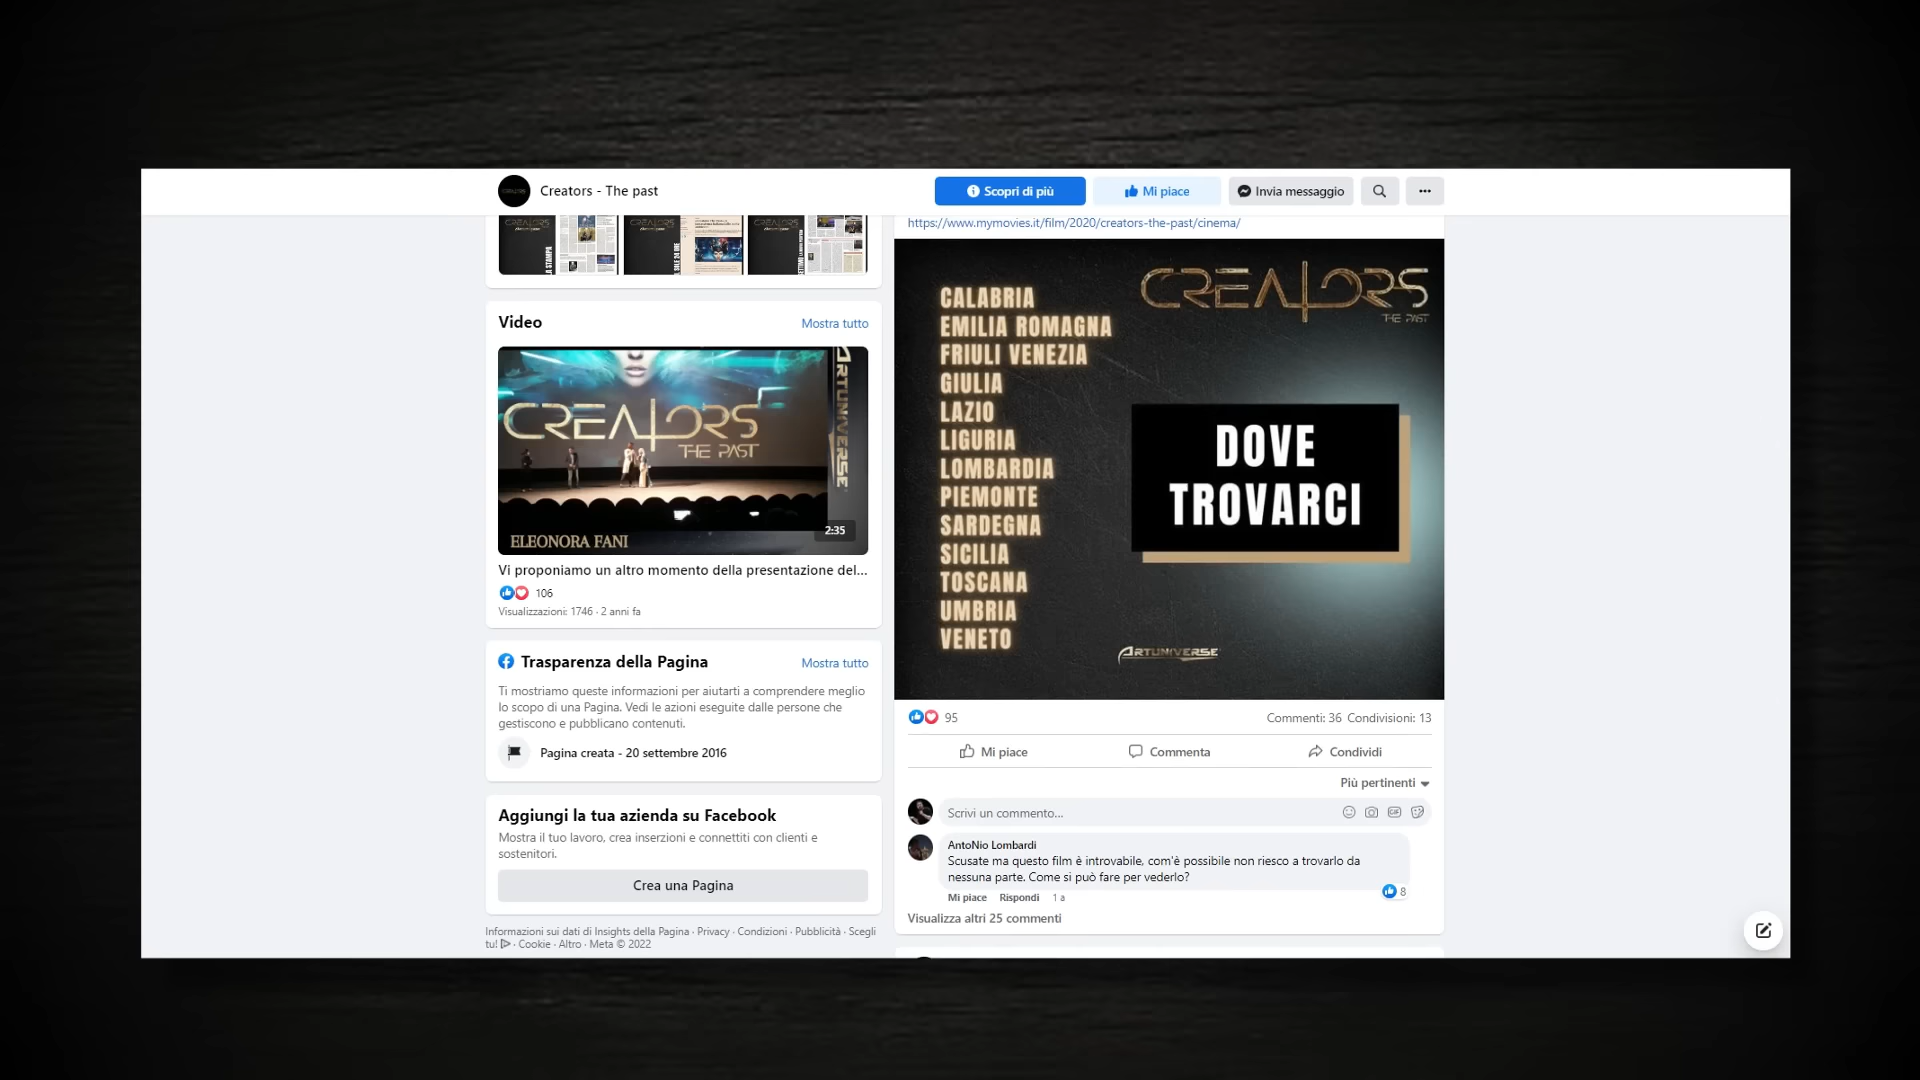 Creators - The past
Scopri di più
Mi piace
Invia messaggio
LA STAMPA
Video
Mostra tutto
CREATORS
THE PAST
ARTUNIVERSE
2:35
ELEONORA FANI
Vi proponiamo un altro momento della presentazione del...
106
Visualizzazioni: 1746 · 2 anni fa
Trasparenza della Pagina
Mostra tutto
Ti mostriamo queste informazioni per aiutarti a comprendere meglio
lo scopo di una Pagina. Vedi le azioni eseguite dalle persone che
gestiscono e pubblicano contenuti.
Pagina creata - 20 settembre 2016
Aggiungi la tua azienda su Facebook
Mostra il tuo lavoro, crea inserzioni e connettiti con clienti e
sostenitori.
Crea una Pagina
Informazioni sui dati di Insights della Pagina · Privacy · Condizioni · Pubblicità · Scegli
tu! · Cookie · Altro · Meta © 2022
https://www.mymovies.it/film/2020/creators-the-past/cinema/
CREATORS
THE PAST
CALABRIA
EMILIA ROMAGNA
FRIULI VENEZIA
GIULIA
LAZIO
LIGURIA
LOMBARDIA
PIEMONTE
SARDEGNA
SICILIA
TOSCANA
UMBRIA
VENETO
DOVE
TROVARCI
ARTUNIVERSE
95
Commenti: 36 Condivisioni: 13
Mi piace
Commenta
Condividi
Più pertinenti
Scrivi un commento...
GIF
AntoNio Lombardi
Scusate ma questo film è introvabile, com'è possibile non riesco a trovarlo da
nessuna parte. Come si può fare per vederlo?
8
Mi piace Rispondi 1 a
Visualizza altri 25 commenti